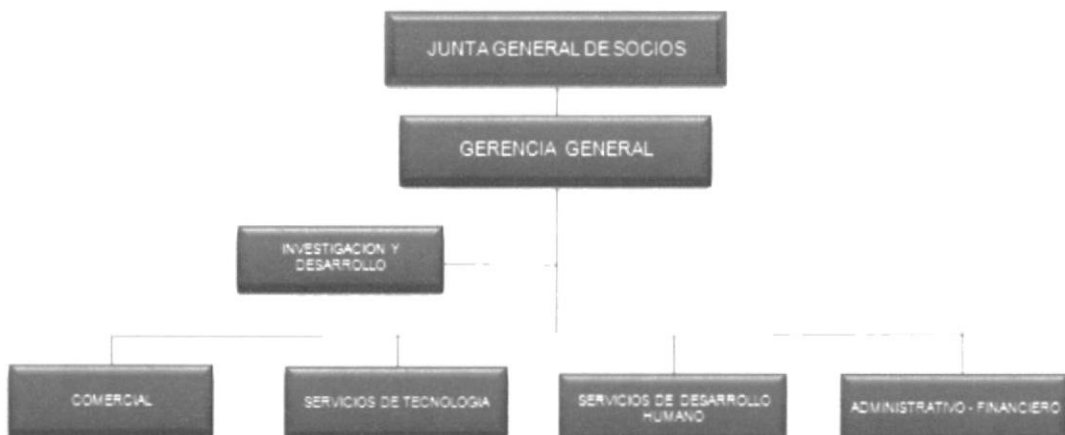 JUNTA GENERAL DE SOCIOS
GERENCIA GENERAL
INVESTIGACION Y
DESARROLLO
COMERCIAL
SERVICIOS DE TECNOLOGIA
SERVICIOS DE DESARROLLO
HUMANO
ADMINISTRATIVO - FINANCIERO